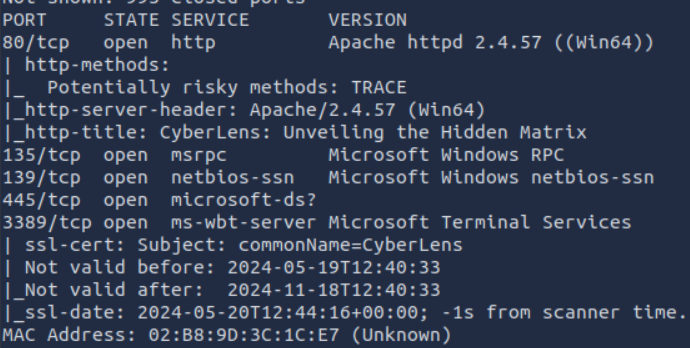 Not shown: 995 closed ports
PORT     STATE SERVICE       VERSION
80/tcp   open  http          Apache httpd 2.4.57 ((Win64))
| http-methods:
|_  Potentially risky methods: TRACE
|_http-server-header: Apache/2.4.57 (Win64)
|_http-title: CyberLens: Unveiling the Hidden Matrix
135/tcp  open  msrpc         Microsoft Windows RPC
139/tcp  open  netbios-ssn   Microsoft Windows netbios-ssn
445/tcp  open  microsoft-ds?
3389/tcp open  ms-wbt-server Microsoft Terminal Services
| ssl-cert: Subject: commonName=CyberLens
| Not valid before: 2024-05-19T12:40:33
|_Not valid after:  2024-11-18T12:40:33
|_ssl-date: 2024-05-20T12:44:16+00:00; -1s from scanner time.
MAC Address: 02:B8:9D:3C:1C:E7 (Unknown)